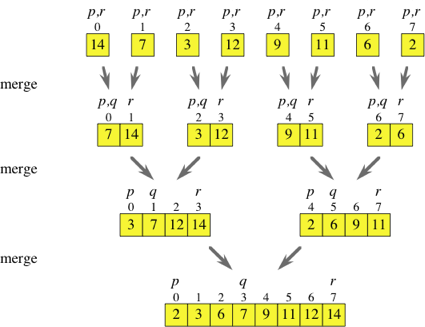 p,r p,r p,r p,r p,r p,r p,r p,r
0 1 2 3 4 5 6 7
14 7 3 12 9 11 6 2
merge
p,q r p,q r p,q r p,q r
0 1 2 3 4 5 6 7
7 14 3 12 9 11 2 6
merge
p q r p q r
0 1 2 3 4 5 6 7
3 7 12 14 2 6 9 11
merge
p q r
0 1 2 3 4 5 6 7
2 3 6 7 9 11 12 14